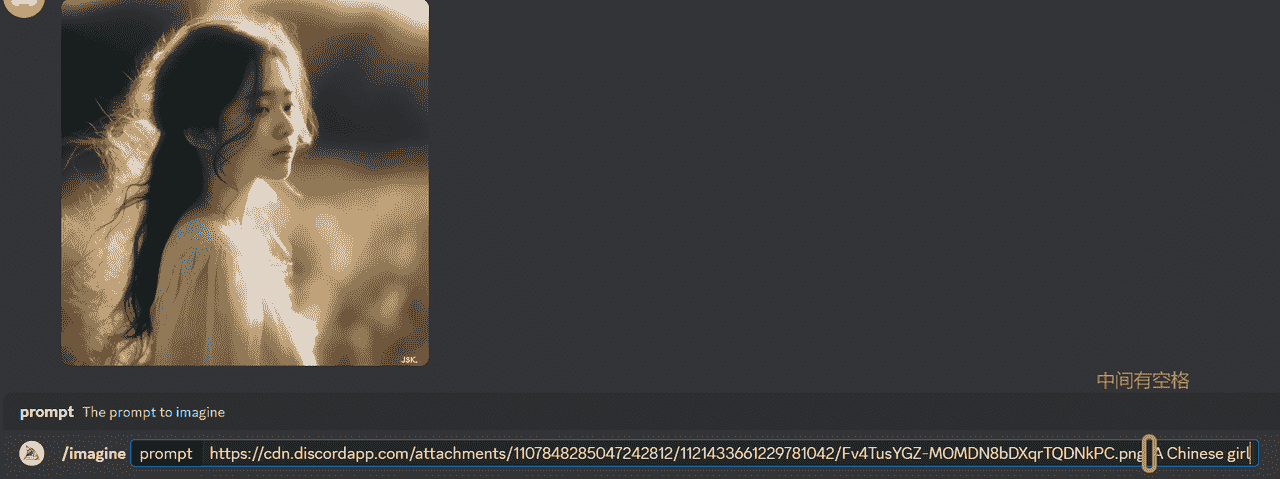 JSK.
中间有空格
prompt The prompt to imagine
/imagine prompt https://cdn.discordapp.com/attachments/1107848285047242812/1121433661229781042/Fv4TusYGZ-MOMDN8bDXqrTQDNkPC.png A Chinese girl